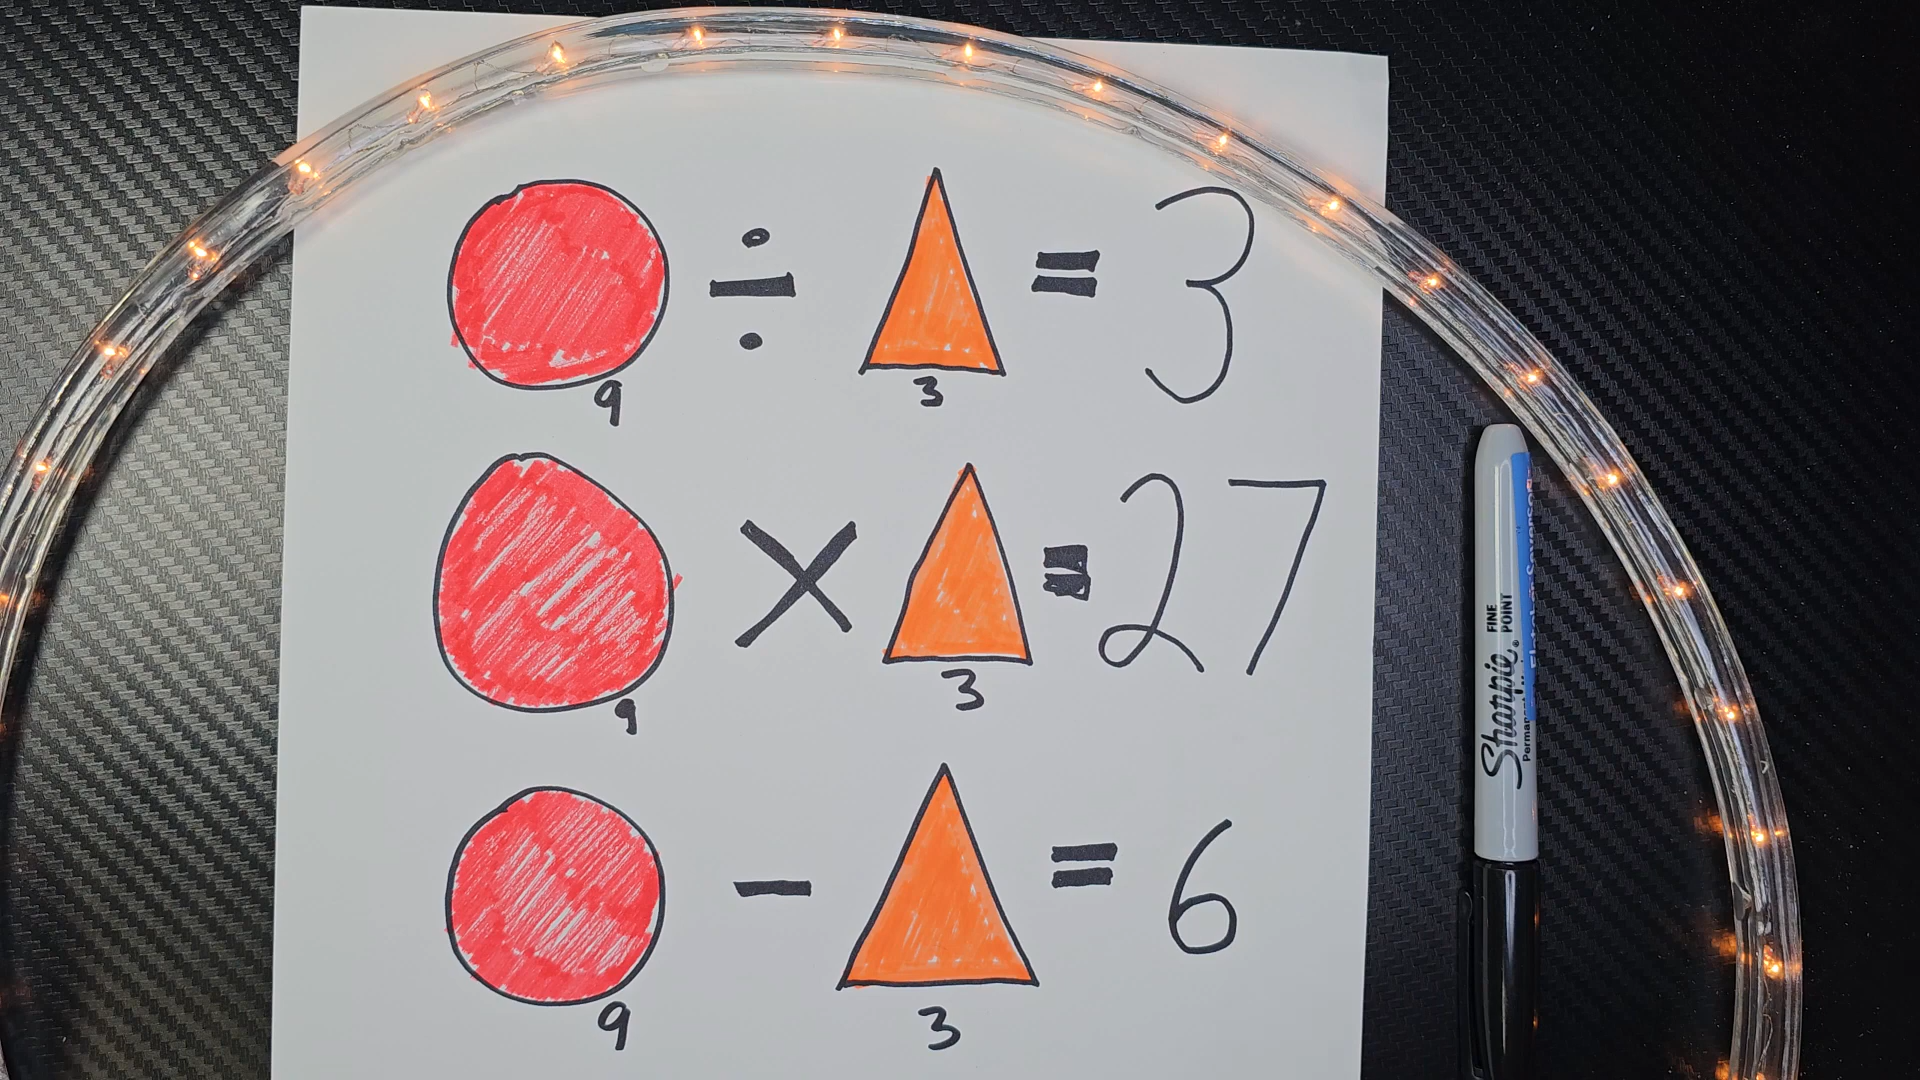 ÷ = 3
9 3
× = 27
9 3
- = 6
9 3
Sharpie®
FINE
POINT